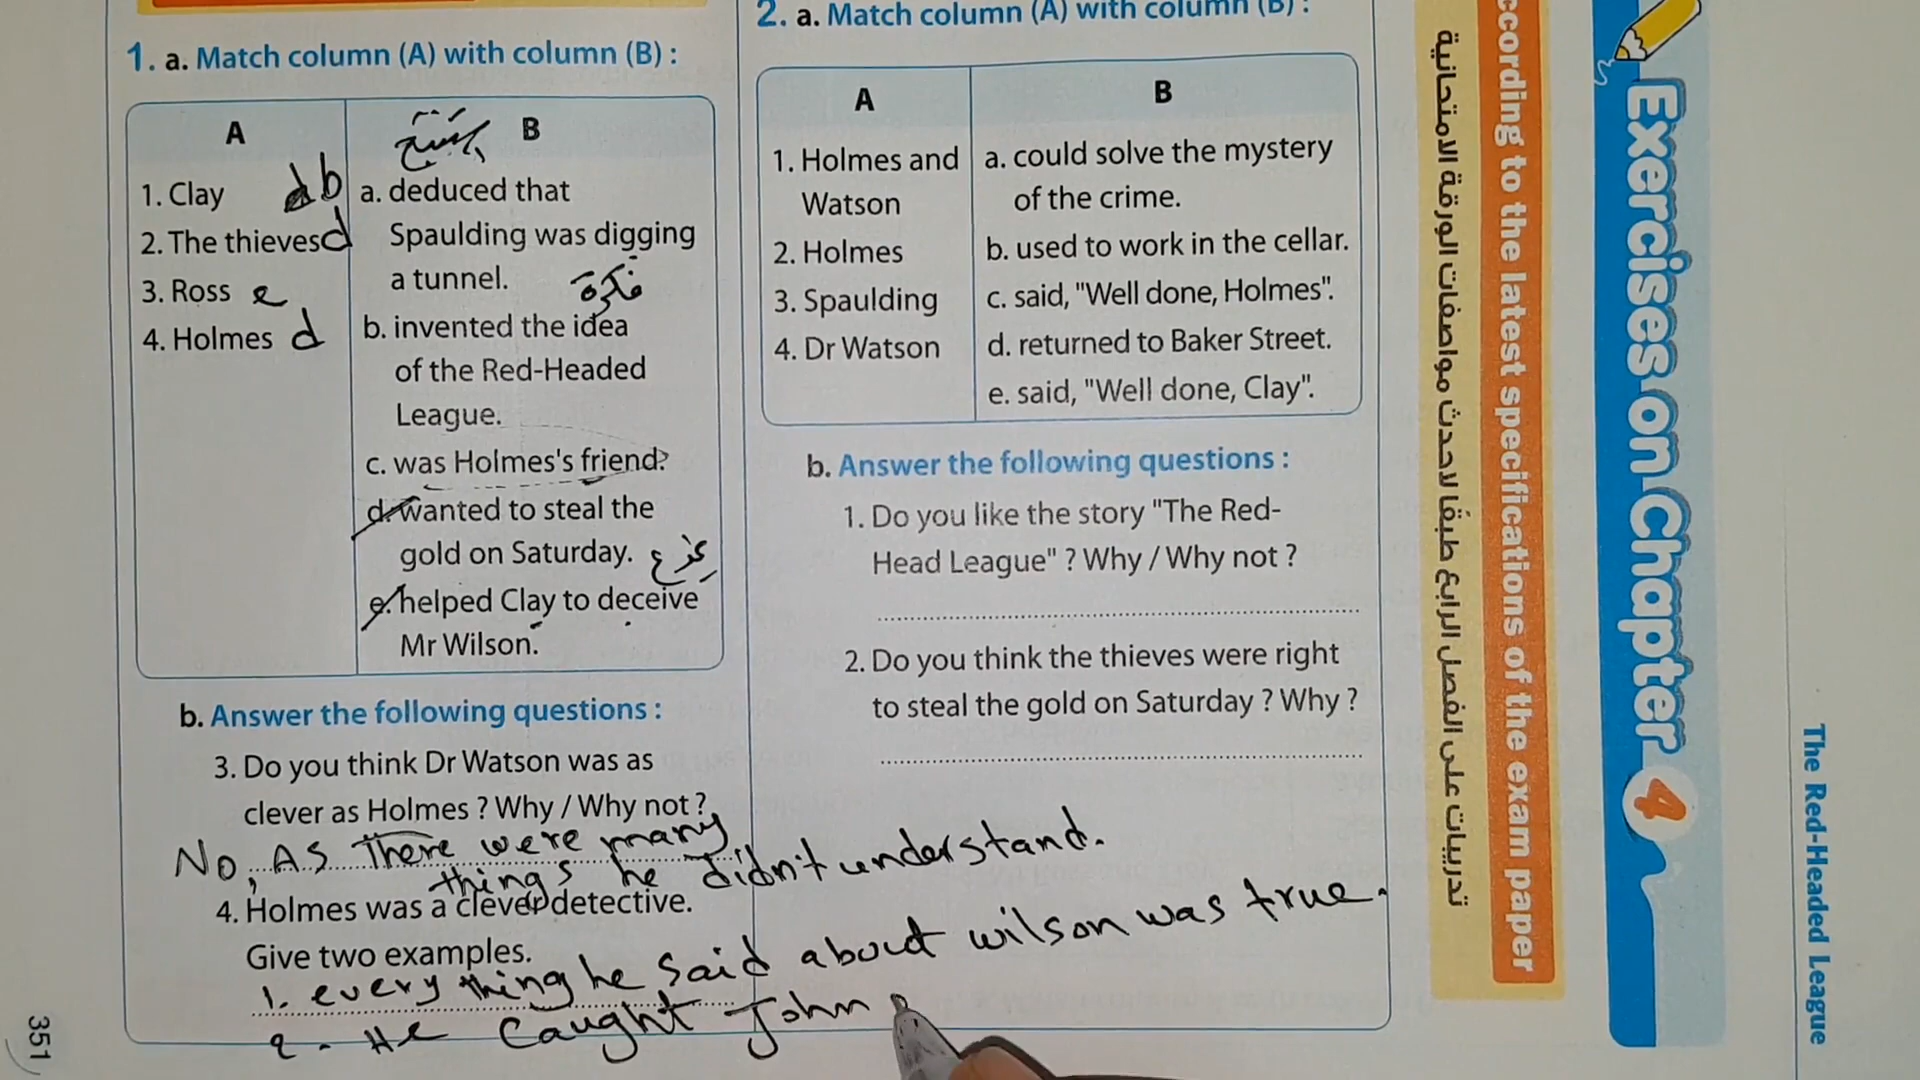 1. a. Match column (A) with column (B) :
A
B
1. Clay d b
2. The thieves d
3. Ross e
4. Holmes d
يستنتج
a. deduced that
Spaulding was digging
a tunnel.
فكرة
b. invented the idea
of the Red-Headed
League.
c. was Holmes's friend.
d. wanted to steal the
gold on Saturday.
e. helped Clay to deceive
Mr Wilson.
b. Answer the following questions :
3. Do you think Dr Watson was as
clever as Holmes ? Why / Why not ?
No, As There were many
things he didn't understand.
4. Holmes was a clever detective.
Give two examples.
1. every thing he said about wilson was true.
2. He caught John
2. a. Match column (A) with column (B) :
A
B
1. Holmes and
Watson
2. Holmes
3. Spaulding
4. Dr Watson
a. could solve the mystery
of the crime.
b. used to work in the cellar.
c. said, "Well done, Holmes".
d. returned to Baker Street.
e. said, "Well done, Clay".
b. Answer the following questions :
1. Do you like the story "The Red-
Head League" ? Why / Why not ?
2. Do you think the thieves were right
to steal the gold on Saturday ? Why ?
تدريبات على الفصل الرابع طبقًا لأحدث مواصفات الورقة الامتحانية
ccording to the latest specifications of the exam paper
Exercises on Chapter 4
The Red-Headed League
351